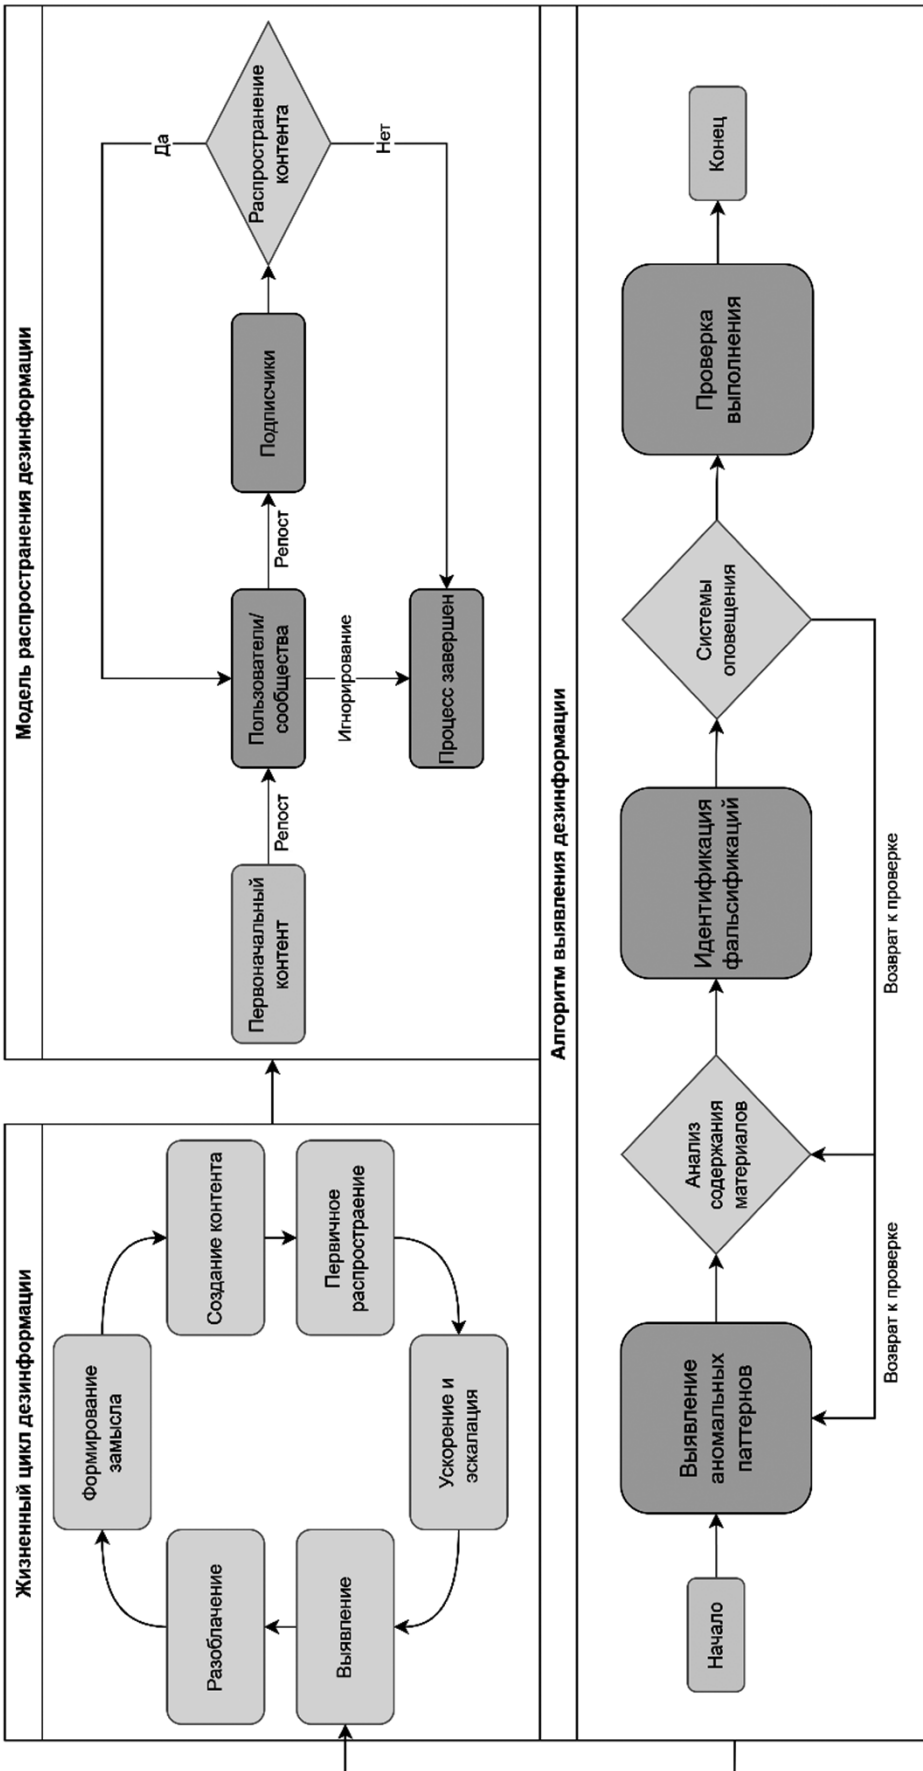 Жизненный цикл дезинформации
Формирование
замысла
Создание контента
Первичное
распространение
Ускорение и
эскалация
Выявление
Разоблачение
Модель распространения дезинформации
Первоначальный
контент
Репост
Пользователи/
сообщества
Репост
Подписчики
Распространение
контента
Да
Нет
Игнорирование
Процесс завершен
Алгоритм выявления дезинформации
Начало
Выявление
аномальных
паттернов
Анализ
содержания
материалов
Идентификация
фальсификаций
Системы
оповещения
Проверка
выполнения
Конец
Возврат к проверке
Возврат к проверке